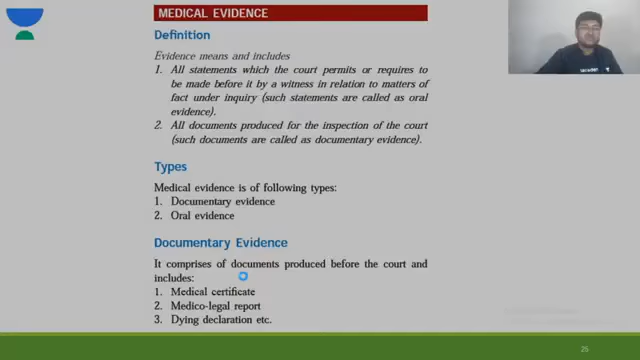 MEDICAL EVIDENCE
Definition
Evidence means and includes
1. All statements which the court permits or requires to
be made before it by a witness in relation to matters of
fact under inquiry (such statements are called as oral
evidence).
2. All documents produced for the inspection of the court
(such documents are called as documentary evidence).
Types
Medical evidence is of following types:
1. Documentary evidence
2. Oral evidence
Documentary Evidence
It comprises of documents produced before the court and
includes:
1. Medical certificate
2. Medico-legal report
3. Dying declaration etc.
25